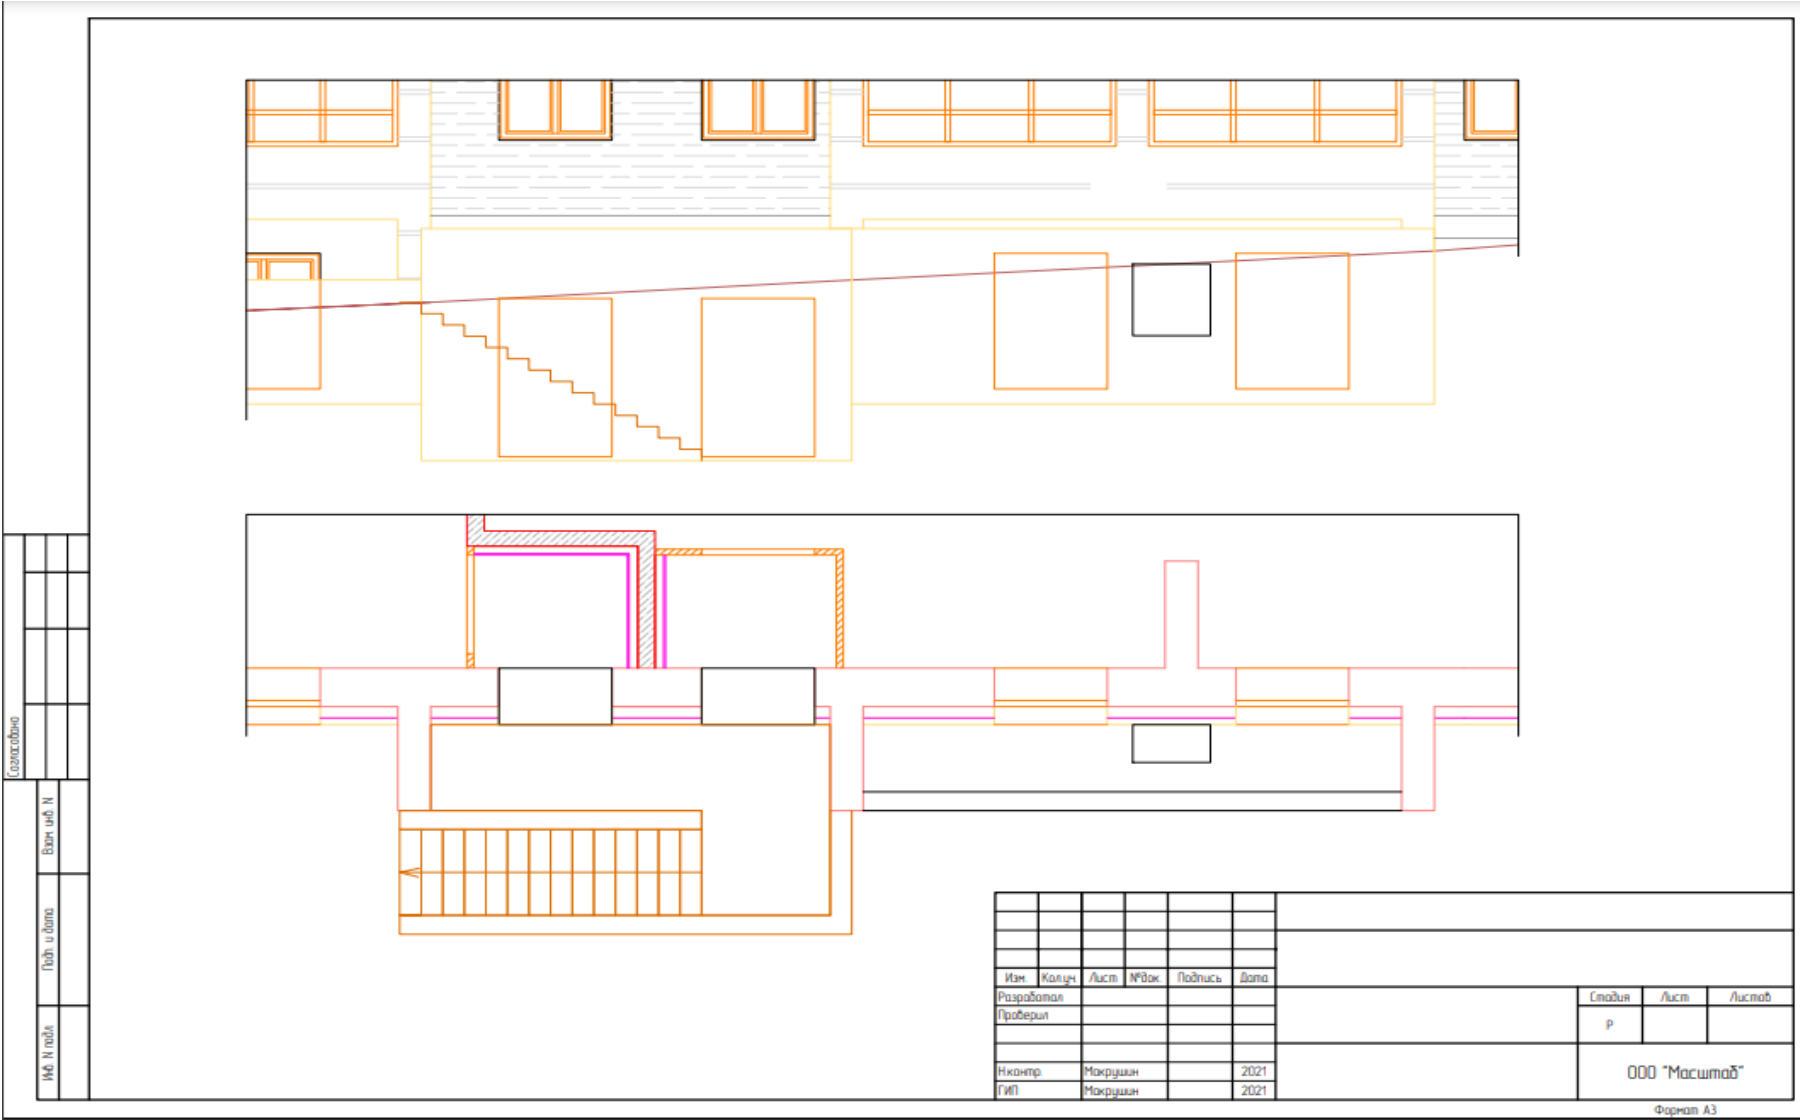 Согласовано
Взам. инв. N
Подп. и дата
Инв. N подл.
Изм. Кол.уч Лист №док. Подпись Дата
Разработал
Проверил
Н.контр. Макрушин 2021
ГИП Макрушин 2021
Стадия Лист Листов
Р
ООО "Масштаб"
Формат А3